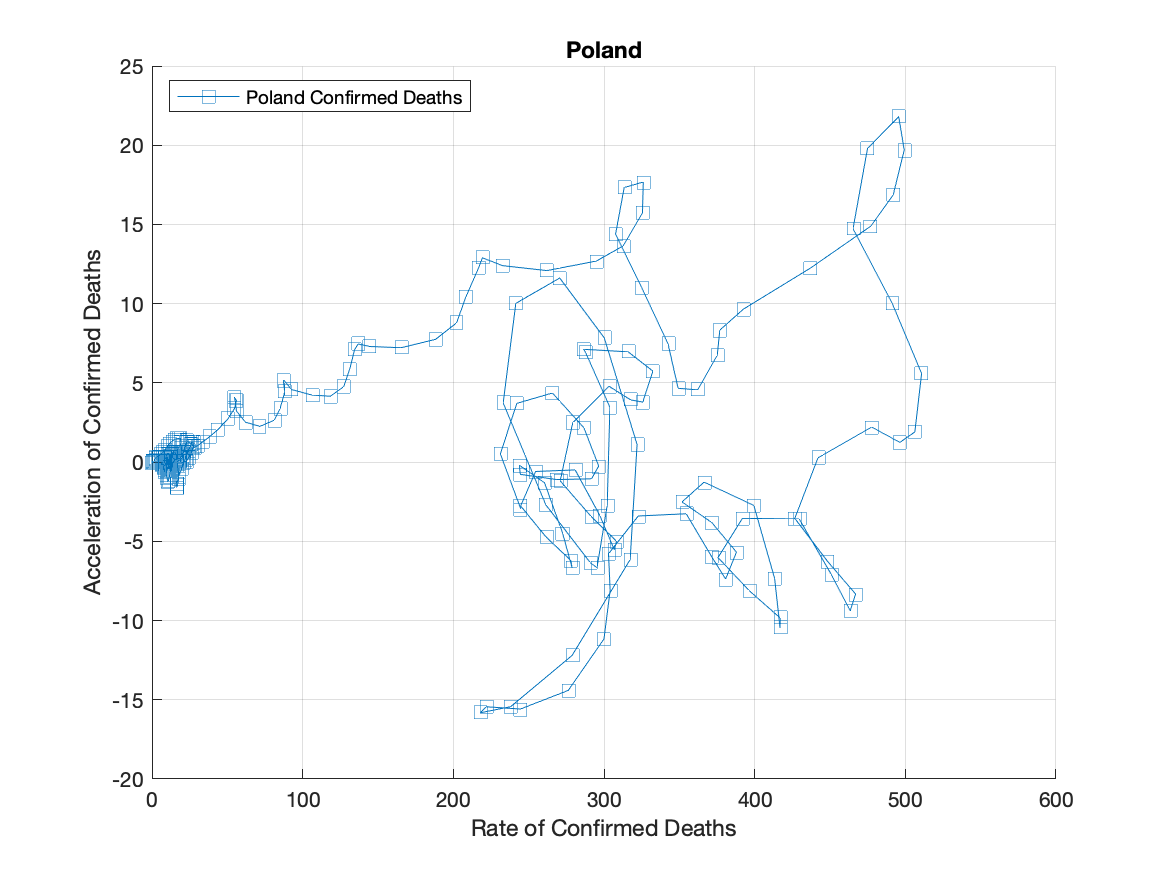 Poland
25
Poland Confirmed Deaths
20
15
10
5
0
-5
-10
-15
-20
Acceleration of Confirmed Deaths
0 100 200 300 400 500 600
Rate of Confirmed Deaths